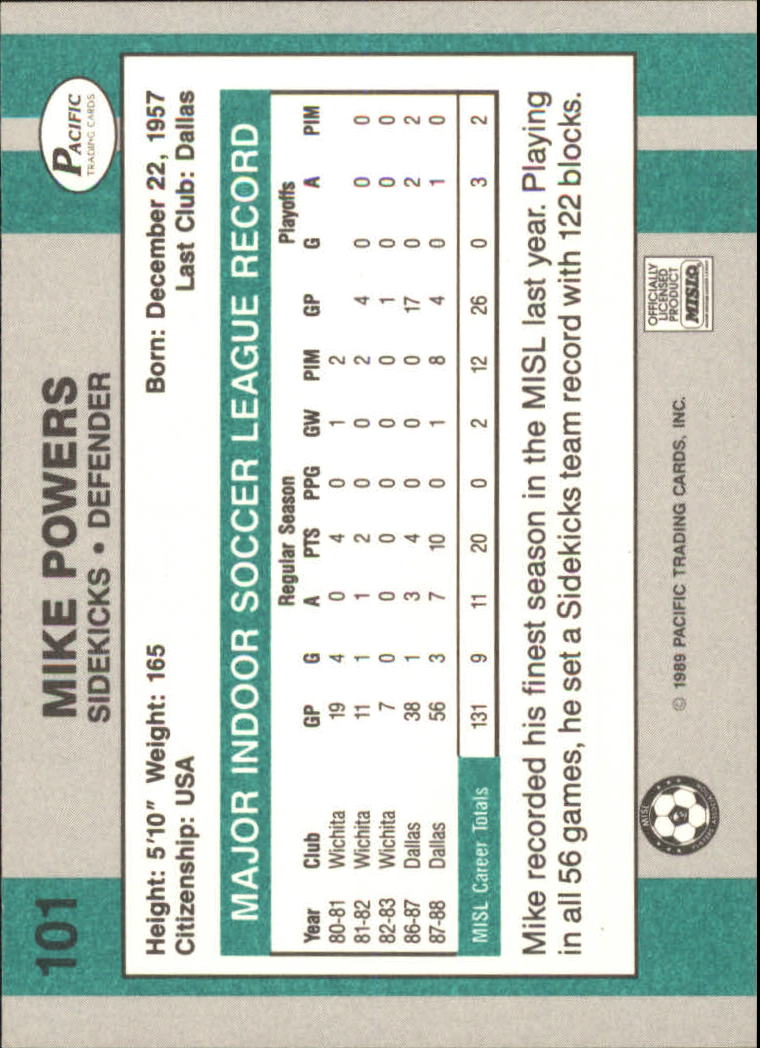 101
MIKE POWERS
SIDEKICKS • DEFENDER
PACIFIC
TRADING CARDS
Height: 5'10" Weight: 165 Born: December 22, 1957
Citizenship: USA Last Club: Dallas
MAJOR INDOOR SOCCER LEAGUE RECORD
Regular Season Playoffs
Year Club GP G A PTS PPG GW PIM GP G A PIM
80-81 Wichita 19 4 0 4 0 1 2
81-82 Wichita 11 1 1 2 0 0 2 4 0 0 0
82-83 Wichita 7 0 0 0 0 0 0 1 0 0 0
86-87 Dallas 38 1 3 4 0 0 0 17 0 2 2
87-88 Dallas 56 3 7 10 0 1 8 4 0 1 0
MISL Career Totals 131 9 11 20 0 2 12 26 0 3 2
Mike recorded his finest season in the MISL last year. Playing
in all 56 games, he set a Sidekicks team record with 122 blocks.
MISL
PLAYERS ASSOCIATION
© 1989 PACIFIC TRADING CARDS, INC.
OFFICIALLY
LICENSED
PRODUCT
MISL